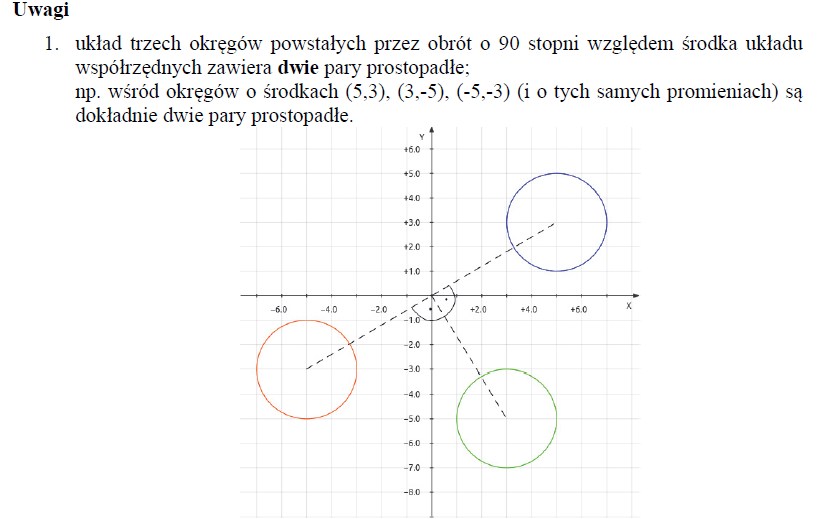 Uwagi
1. układ trzech okręgów powstałych przez obrót o 90 stopni względem środka układu
współrzędnych zawiera dwie pary prostopadłe;
np. wśród okręgów o środkach (5,3), (3,-5), (-5,-3) (i o tych samych promieniach) są
dokładnie dwie pary prostopadłe.
Y
+6.0
+5.0
+4.0
+3.0
+2.0
+1.0
-6.0 -4.0 -2.0 +2.0 +4.0 +6.0 X
-1.0
-2.0
-3.0
-4.0
-5.0
-6.0
-7.0
-8.0